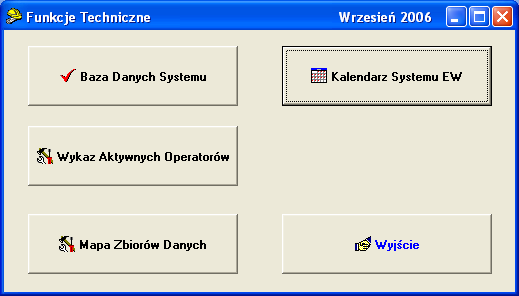 Funkcje Techniczne Wrzesień 2006
Baza Danych Systemu
Kalendarz Systemu EW
Wykaz Aktywnych Operatorów
Mapa Zbiorów Danych
Wyjście